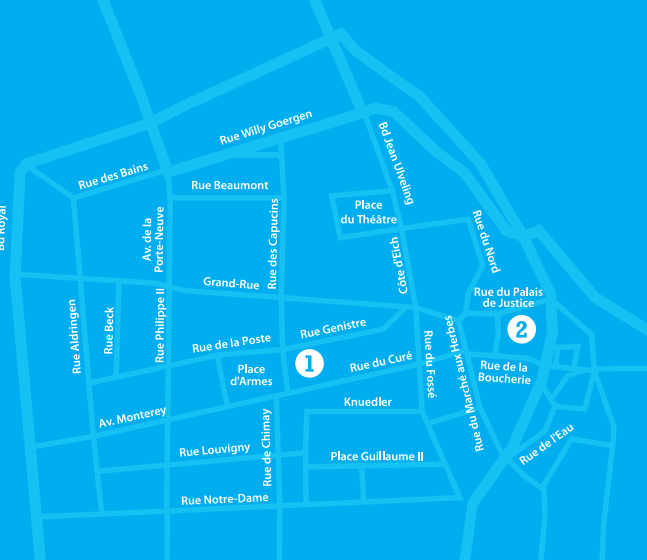 Rue Willy Goergen
Bp Jean Ulveling
Rue des Bains
Rue Beaumont
Place
du Théâtre
Bd Royal
Av. de la
Porte-Neuve
Rue des Capucins
Côte d'Eich
Rue du Nord
Grand-Rue
Rue du Palais
de Justice
Rue Aldringen
Rue Beck
Rue Philippe II
Rue de la Poste
Rue Genistre
2
Place
d'Armes
1
Rue du Curé
Rue du Fossé
Rue du Marché aux Herbes
Rue de la
Boucherie
Av. Monterey
Knuedler
Rue de Chimay
Rue Louvigny
Place Guillaume II
Rue de l'Eau
Rue Notre-Dame